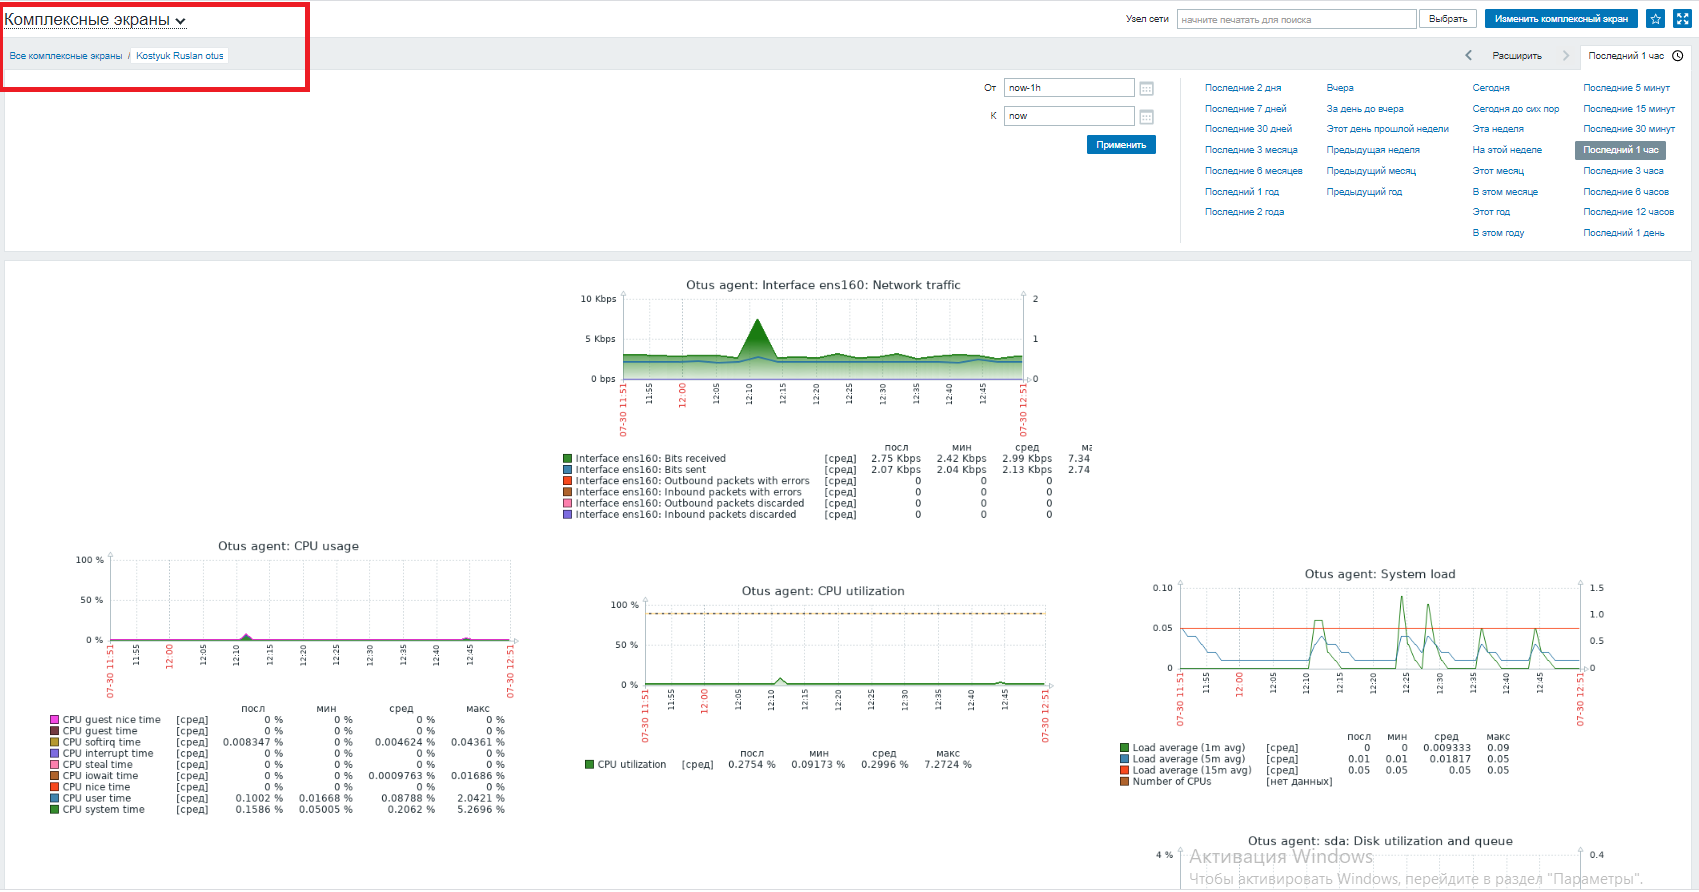 Комплексные экраны
Узел сети
начните печатать для поиска
Выбрать
Изменить комплексный экран
Все комплексные экраны / Kostyuk Ruslan otus
Расширить
Последний 1 час
От now-1h
К now
Применить
Последние 2 дня Вчера Сегодня Последние 5 минут
Последние 7 дней За день до вчера Сегодня до сих пор Последние 15 минут
Последние 30 дней Этот день прошлой недели Эта неделя Последние 30 минут
Последние 3 месяца Предыдущая неделя На этой неделе Последний 1 час
Последние 6 месяцев Предыдущий месяц Этот месяц Последние 3 часа
Последний 1 год Предыдущий год В этом месяце Последние 6 часов
Последние 2 года Этот год Последние 12 часов
В этом году Последний 1 день
Otus agent: Interface ens160: Network traffic
10 Kbps 2
5 Kbps 1
0 bps 0
07-30 11:51 11:55 12:00 12:05 12:10 12:15 12:20 12:25 12:30 12:35 12:40 12:45 07-30 12:51
посл мин сред ма
Interface ens160: Bits received [сред] 2.75 Kbps 2.42 Kbps 2.99 Kbps 7.34
Interface ens160: Bits sent [сред] 2.07 Kbps 2.04 Kbps 2.13 Kbps 2.74
Interface ens160: Outbound packets with errors [сред] 0 0 0
Interface ens160: Inbound packets with errors [сред] 0 0 0
Interface ens160: Outbound packets discarded [сред] 0 0 0
Interface ens160: Inbound packets discarded [сред] 0 0 0
Otus agent: CPU usage
100 %
50 %
0 %
07-30 11:51 11:55 12:00 12:05 12:10 12:15 12:20 12:25 12:30 12:35 12:40 12:45 07-30 12:51
посл мин сред макс
CPU guest nice time [сред] 0 % 0 % 0 % 0 %
CPU guest time [сред] 0 % 0 % 0 % 0 %
CPU softirq time [сред] 0.008347 % 0 % 0.004624 % 0.04361 %
CPU interrupt time [сред] 0 % 0 % 0 % 0 %
CPU steal time [сред] 0 % 0 % 0 % 0 %
CPU iowait time [сред] 0 % 0 % 0.0009763 % 0.01686 %
CPU nice time [сред] 0 % 0 % 0 % 0 %
CPU user time [сред] 0.1002 % 0.01668 % 0.08788 % 2.0421 %
CPU system time [сред] 0.1586 % 0.05005 % 0.2062 % 5.2696 %
Otus agent: CPU utilization
100 %
50 %
0 %
07-30 11:51 11:55 12:00 12:05 12:10 12:15 12:20 12:25 12:30 12:35 12:40 12:45 07-30 12:51
посл мин сред макс
CPU utilization [сред] 0.2754 % 0.09173 % 0.2996 % 7.2724 %
Otus agent: System load
0.10 1.5
1.0
0.05 0.5
0 0
07-30 11:51 11:55 12:00 12:05 12:10 12:15 12:20 12:25 12:30 12:35 12:40 12:45 07-30 12:51
посл мин сред макс
Load average (1m avg) [сред] 0 0 0.009333 0.09
Load average (5m avg) [сред] 0.01 0.01 0.01817 0.05
Load average (15m avg) [сред] 0.05 0.05 0.05 0.05
Number of CPUs [нет данных]
Otus agent: sda: Disk utilization and queue
4 % 0.4
Активация Windows
Чтобы активировать Windows, перейдите в раздел "Параметры".